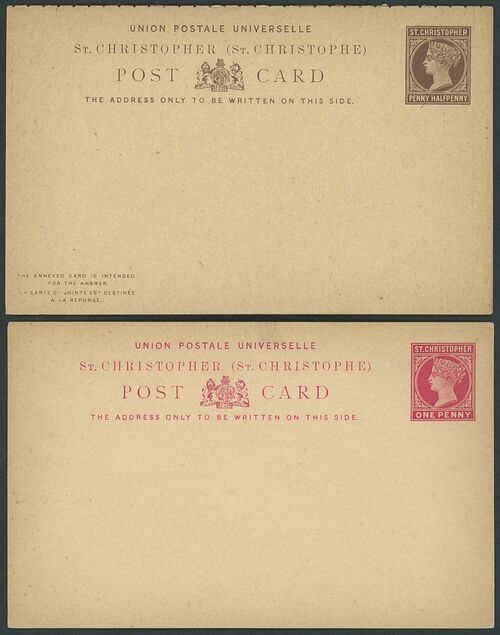 UNION POSTALE UNIVERSELLE
ST. CHRISTOPHER (ST. CHRISTOPHE)
POST CARD
THE ADDRESS ONLY TO BE WRITTEN ON THIS SIDE.
ST. CHRISTOPHER
PENNY HALFPENNY
THE ANNEXED CARD IS INTENDED
FOR THE ANSWER.
LA CARTE CI-JOINTE EST DESTINÉE
A LA REPONSE.
UNION POSTALE UNIVERSELLE
ST. CHRISTOPHER (ST. CHRISTOPHE)
POST CARD
THE ADDRESS ONLY TO BE WRITTEN ON THIS SIDE.
ST. CHRISTOPHER
ONE PENNY